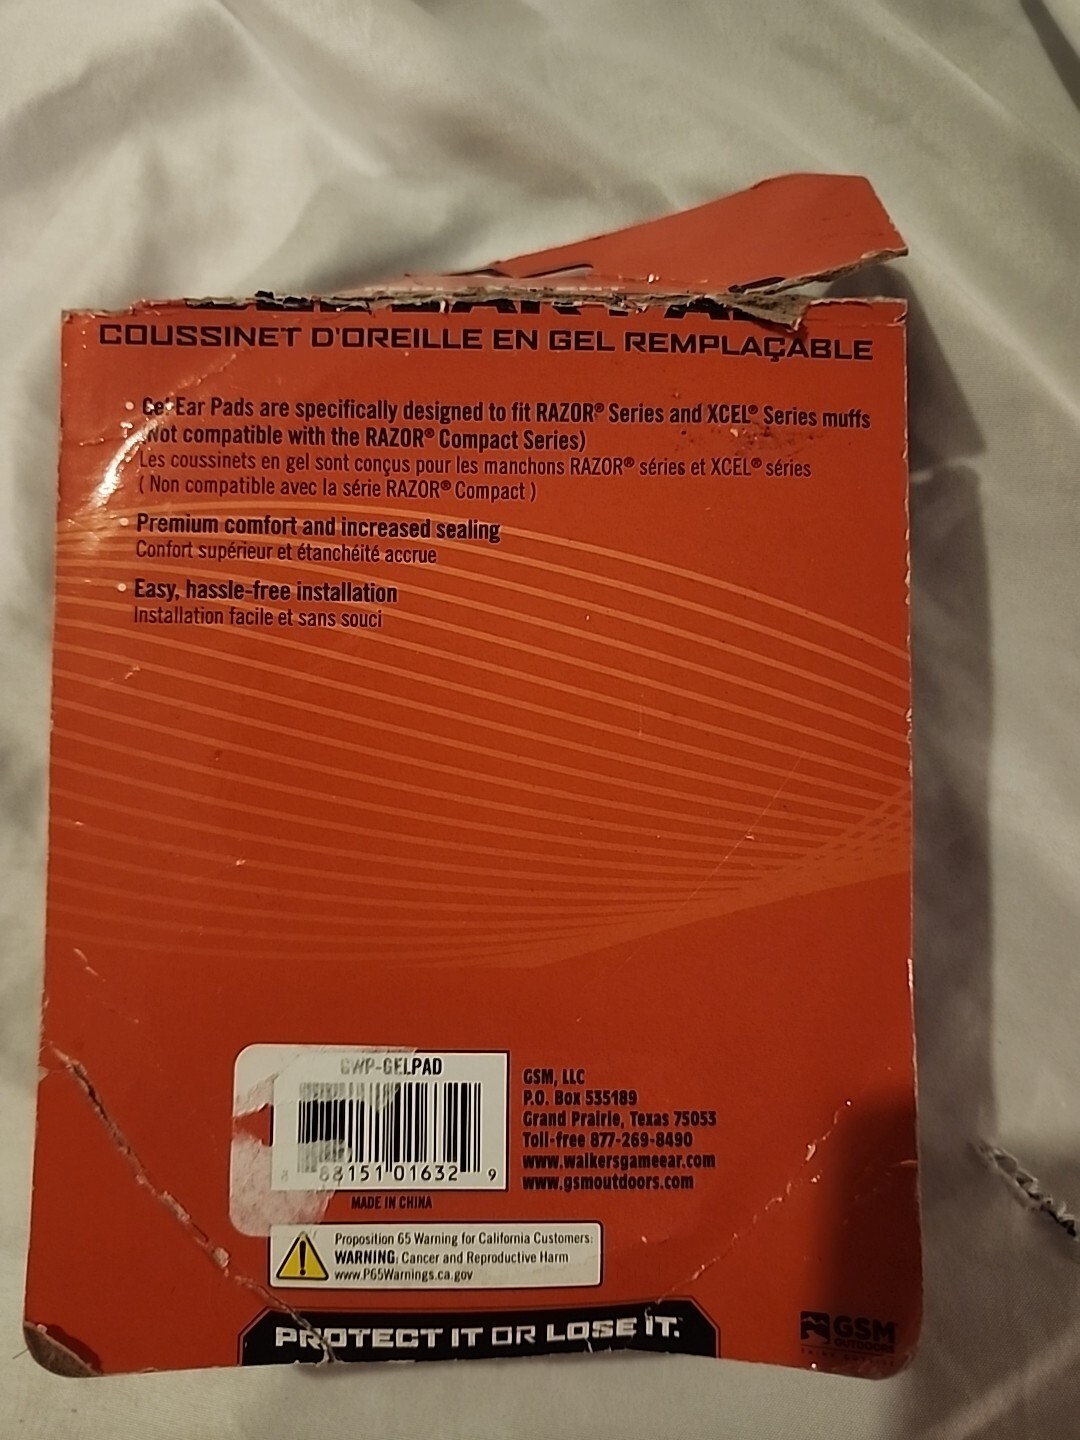 COUSSINET D'OREILLE EN GEL REMPLAÇABLE
• Gel Ear Pads are specifically designed to fit RAZOR® Series and XCEL® Series muffs
(Not compatible with the RAZOR® Compact Series)
Les coussinets en gel sont conçus pour les manchons RAZOR® séries et XCEL® séries
( Non compatible avec la série RAZOR® Compact )
• Premium comfort and increased sealing
Confort supérieur et étanchéité accrue
• Easy, hassle-free installation
Installation facile et sans souci
GWP-GELPAD
8 88151 01632 9
MADE IN CHINA
GSM, LLC
P.O. Box 535189
Grand Prairie, Texas 75053
Toll-free 877-269-8490
www.walkersgameear.com
www.gsmoutdoors.com
Proposition 65 Warning for California Customers:
WARNING: Cancer and Reproductive Harm
www.P65Warnings.ca.gov
PROTECT IT OR LOSE IT.™
GSM
OUTDOORS